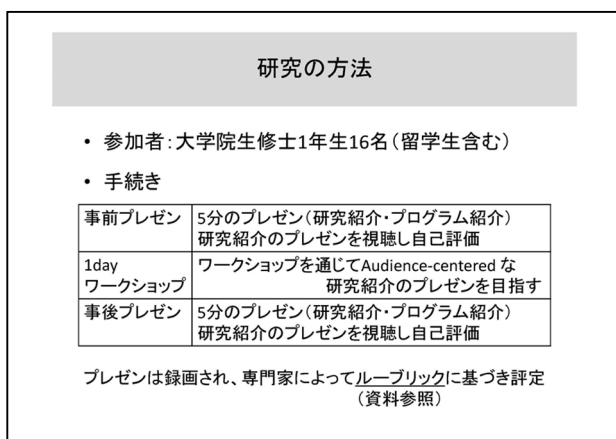 研究の方法
• 参加者:大学院生修士1年生16名(留学生含む)
• 手続き
事前プレゼン 5分のプレゼン(研究紹介・プログラム紹介)
研究紹介のプレゼンを視聴し自己評価
1day ワークショップを通じてAudience-centered な
ワークショップ 研究紹介のプレゼンを目指す
事後プレゼン 5分のプレゼン(研究紹介・プログラム紹介)
研究紹介のプレゼンを視聴し自己評価
プレゼンは録画され、専門家によってルーブリックに基づき評定
(資料参照)